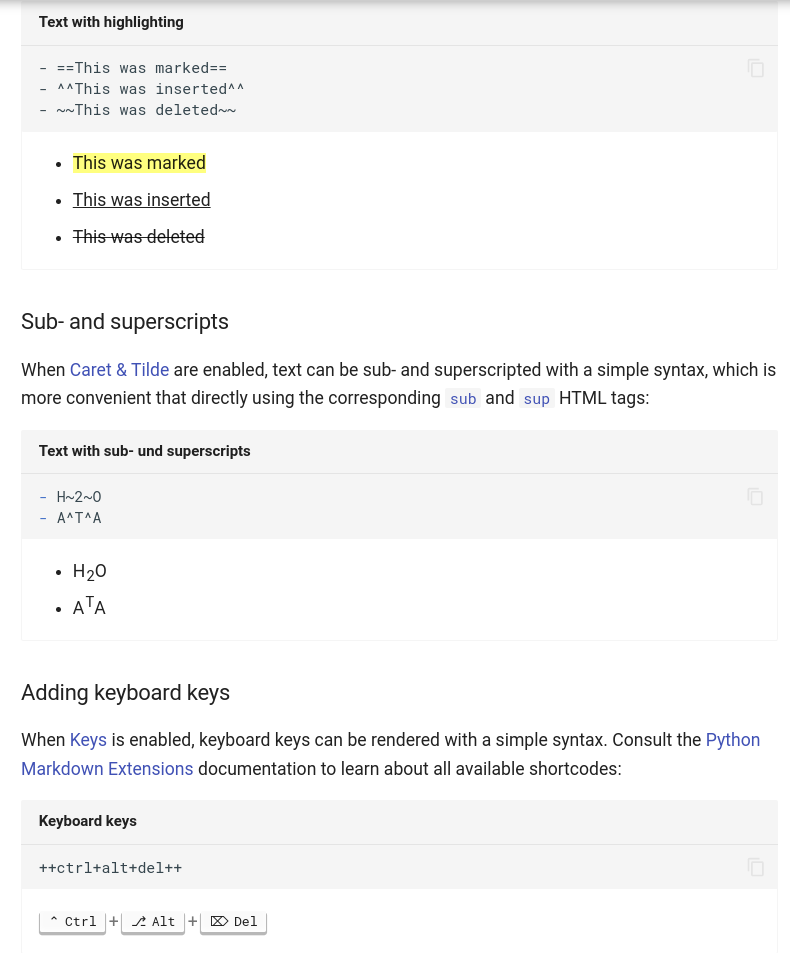 Text with highlighting
- ==This was marked==
- ^^This was inserted^^
- ~~This was deleted~~
• This was marked
• This was inserted
• This was deleted
Sub- and superscripts
When Caret & Tilde are enabled, text can be sub- and superscripted with a simple syntax, which is
more convenient that directly using the corresponding sub and sup HTML tags:
Text with sub- und superscripts
- H~2~O
- A^T^A
• H₂O
• AᵀA
Adding keyboard keys
When Keys is enabled, keyboard keys can be rendered with a simple syntax. Consult the Python
Markdown Extensions documentation to learn about all available shortcodes:
Keyboard keys
++ctrl+alt+del++
⌃ Ctrl + ⎇ Alt + ⌦ Del